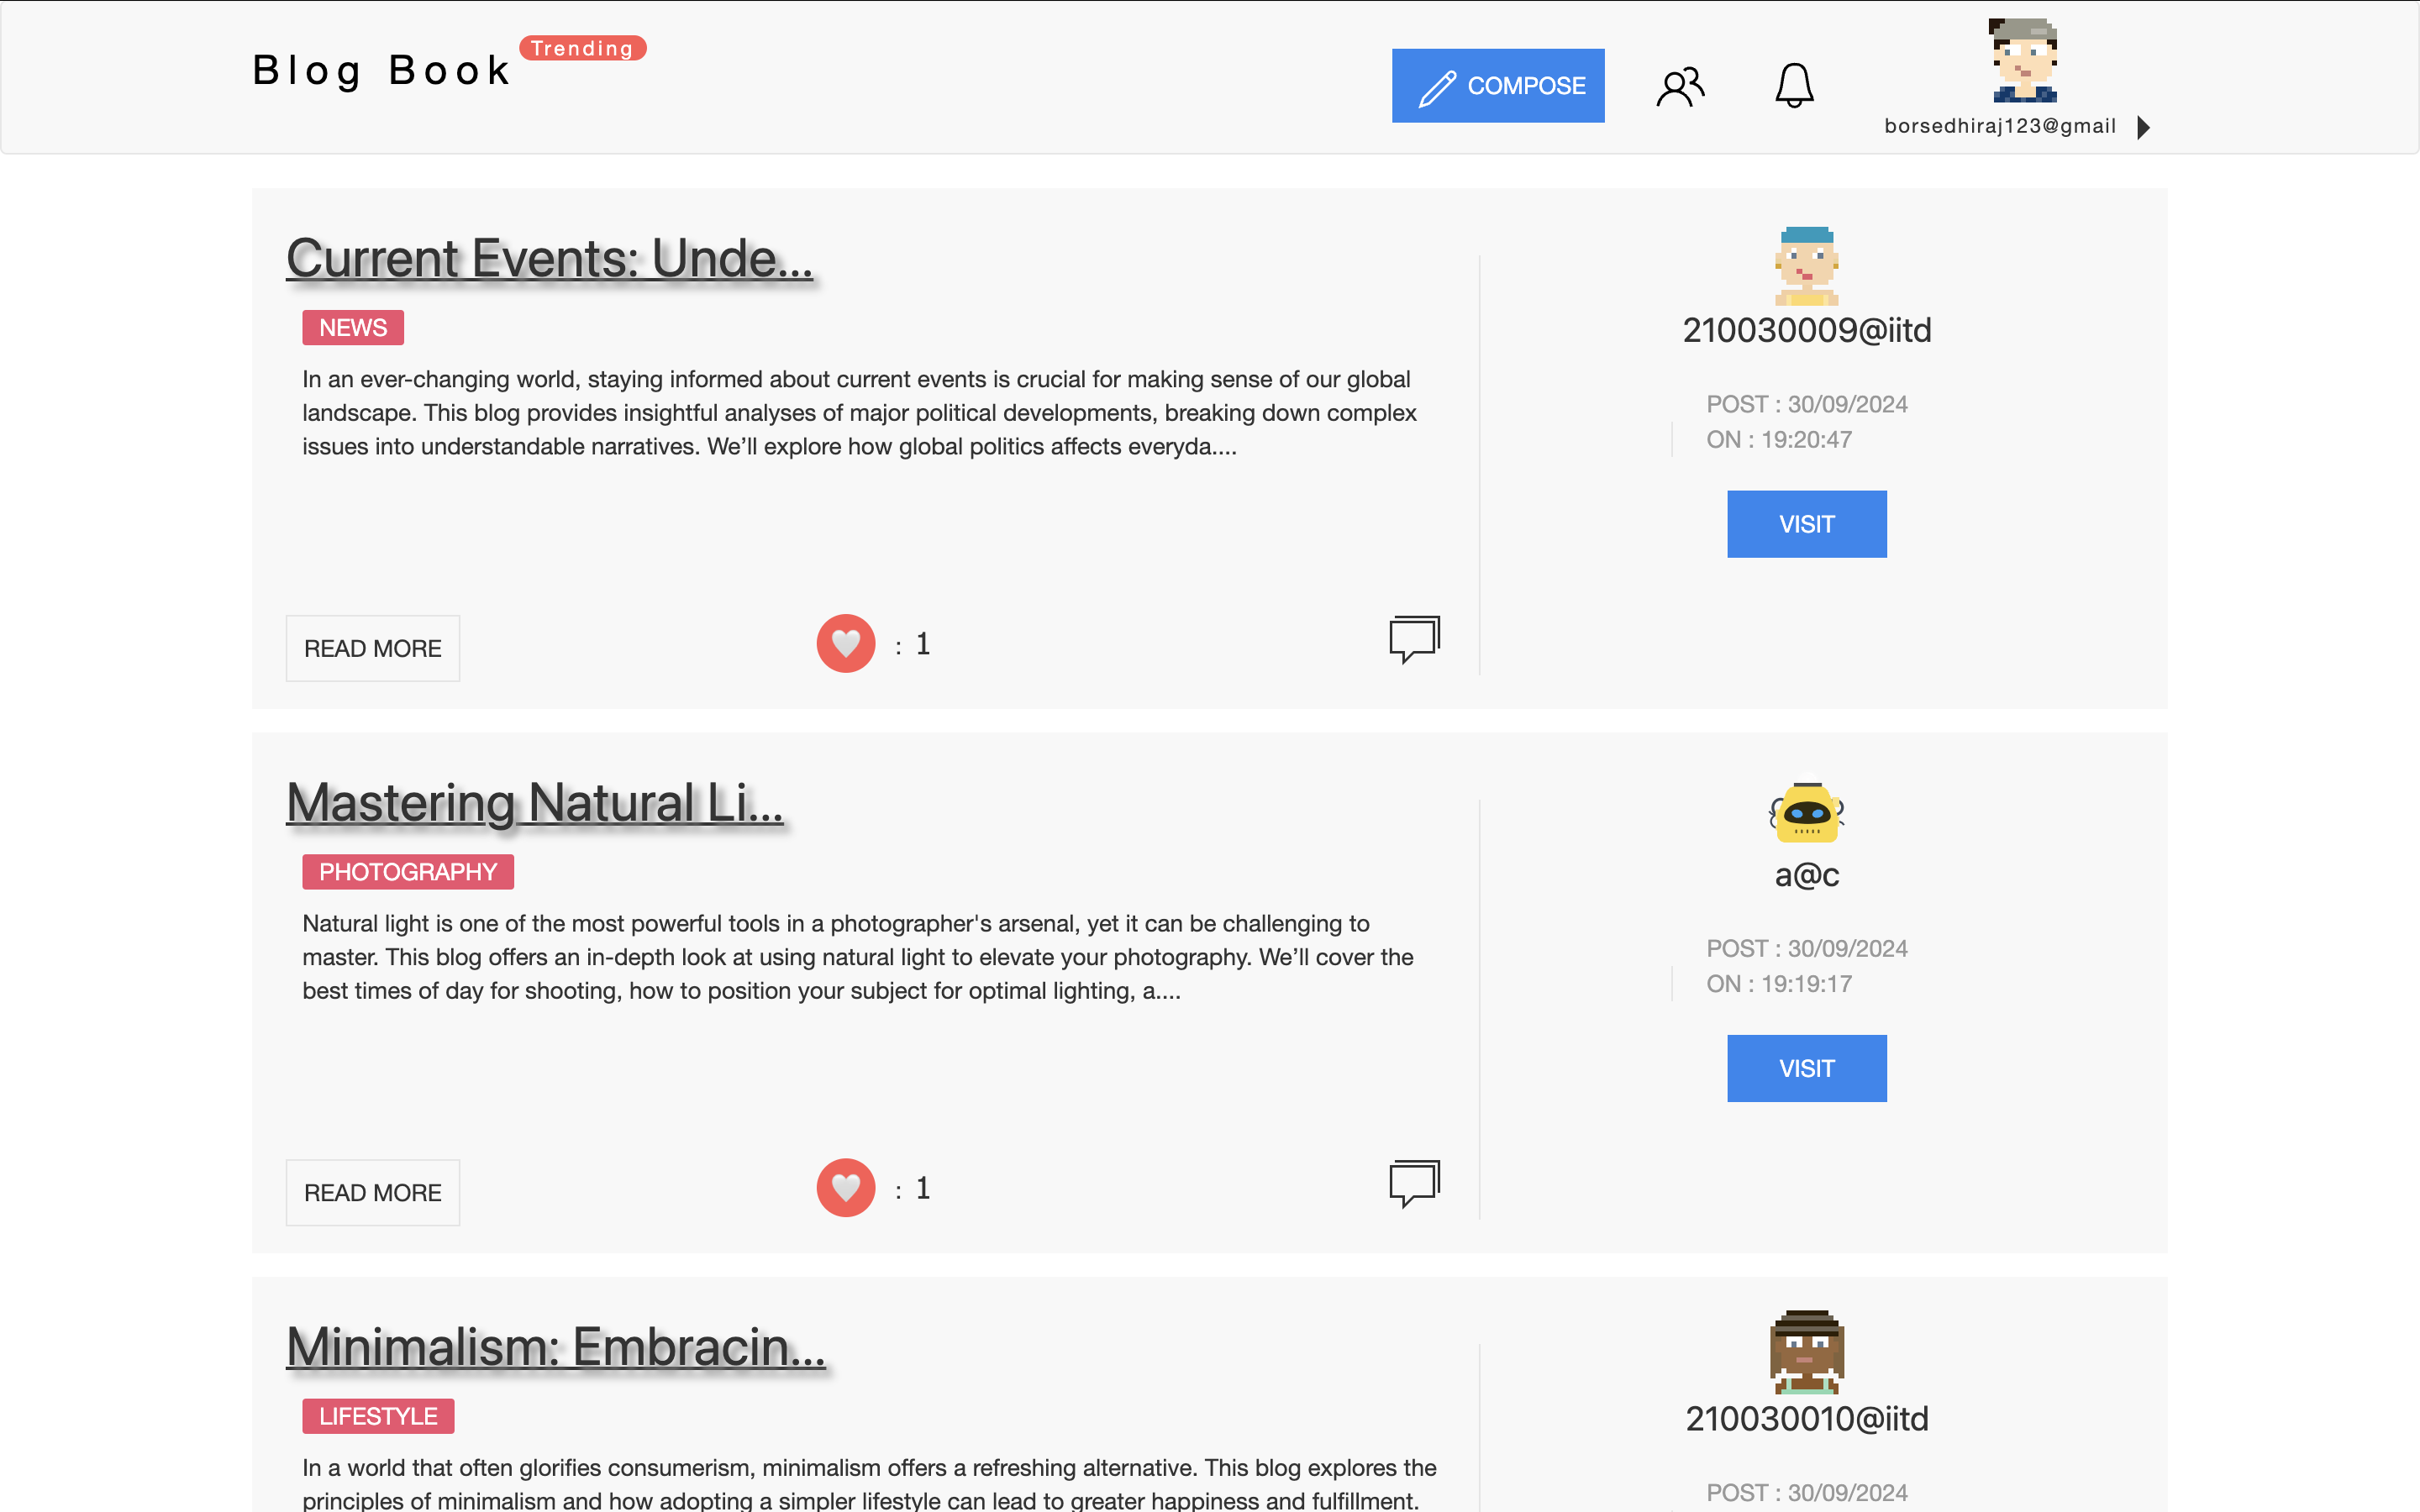 Blog Book Trending
COMPOSE
borsedhiraj123@gmail
Current Events: Unde...
NEWS
In an ever-changing world, staying informed about current events is crucial for making sense of our global
landscape. This blog provides insightful analyses of major political developments, breaking down complex
issues into understandable narratives. We’ll explore how global politics affects everyda....
READ MORE
: 1
210030009@iitd
POST : 30/09/2024
ON : 19:20:47
VISIT
Mastering Natural Li...
PHOTOGRAPHY
Natural light is one of the most powerful tools in a photographer's arsenal, yet it can be challenging to
master. This blog offers an in-depth look at using natural light to elevate your photography. We’ll cover the
best times of day for shooting, how to position your subject for optimal lighting, a....
READ MORE
: 1
a@c
POST : 30/09/2024
ON : 19:19:17
VISIT
Minimalism: Embracin...
LIFESTYLE
In a world that often glorifies consumerism, minimalism offers a refreshing alternative. This blog explores the
principles of minimalism and how adopting a simpler lifestyle can lead to greater happiness and fulfillment.
210030010@iitd
POST : 30/09/2024